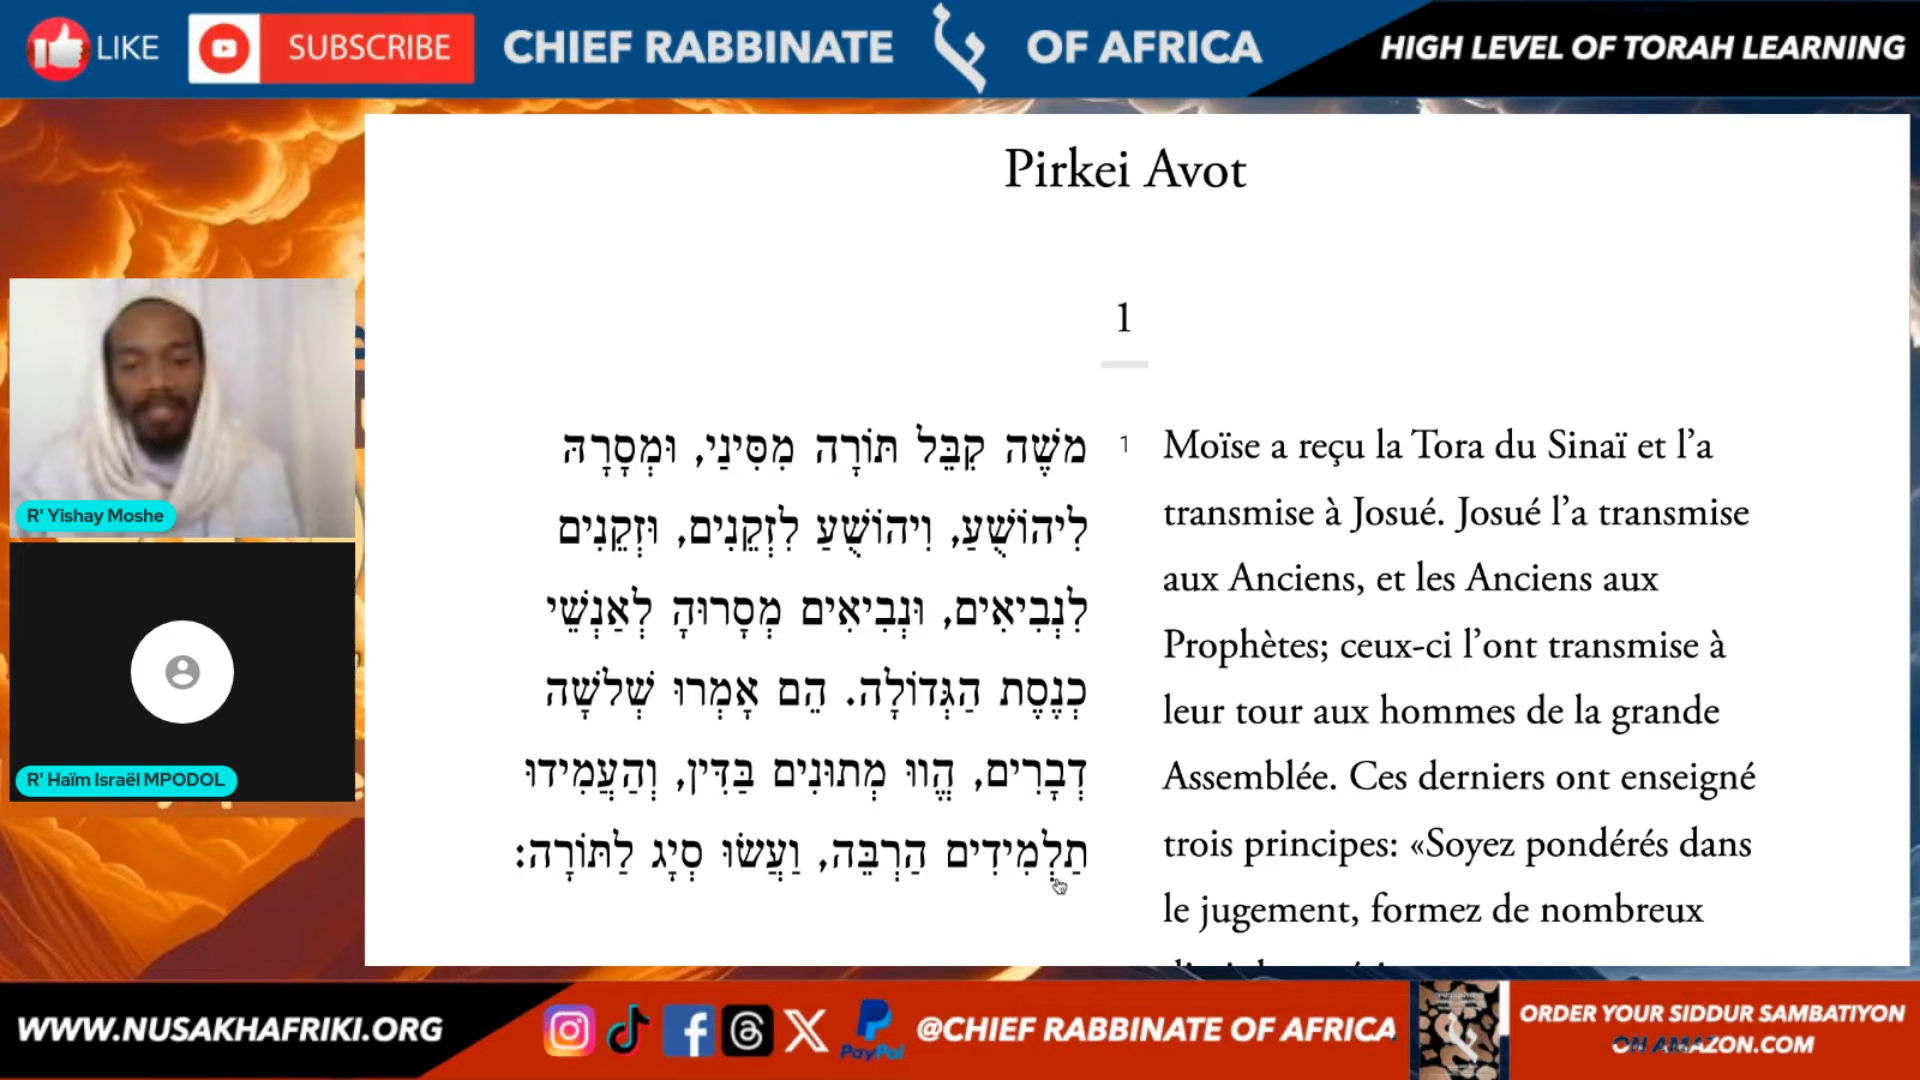 LIKE
SUBSCRIBE
CHIEF RABBINATE OF AFRICA
HIGH LEVEL OF TORAH LEARNING
Pirkei Avot
1
משֶׁה קִבֵּל תּוֹרָה מִסִּינַי, וּמְסָרָהּ
לִיהוֹשֻׁעַ, וִיהוֹשֻׁעַ לִזְקֵנִים, וּזְקֵנִים
לִנְבִיאִים, וּנְבִיאִים מְסָרוּהָ לְאַנְשֵׁי
כְנֶסֶת הַגְּדוֹלָה. הֵם אָמְרוּ שְׁלשָׁה
דְבָרִים, הֱווּ מְתוּנִים בַּדִּין, וְהַעֲמִידוּ
תַלְמִידִים הַרְבֵּה, וַעֲשׂוּ סְיָג לַתּוֹרָה:
1
Moïse a reçu la Tora du Sinaï et l’a
transmise à Josué. Josué l’a transmise
aux Anciens, et les Anciens aux
Prophètes; ceux-ci l’ont transmise à
leur tour aux hommes de la grande
Assemblée. Ces derniers ont enseigné
trois principes: «Soyez pondérés dans
le jugement, formez de nombreux
R' Yishay Moshe
R' Haïm Israël MPODOL
WWW.NUSAKHAFRIKI.ORG
PayPal
@CHIEF RABBINATE OF AFRICA
ORDER YOUR SIDDUR SAMBATIYON
ON AMAZON.COM